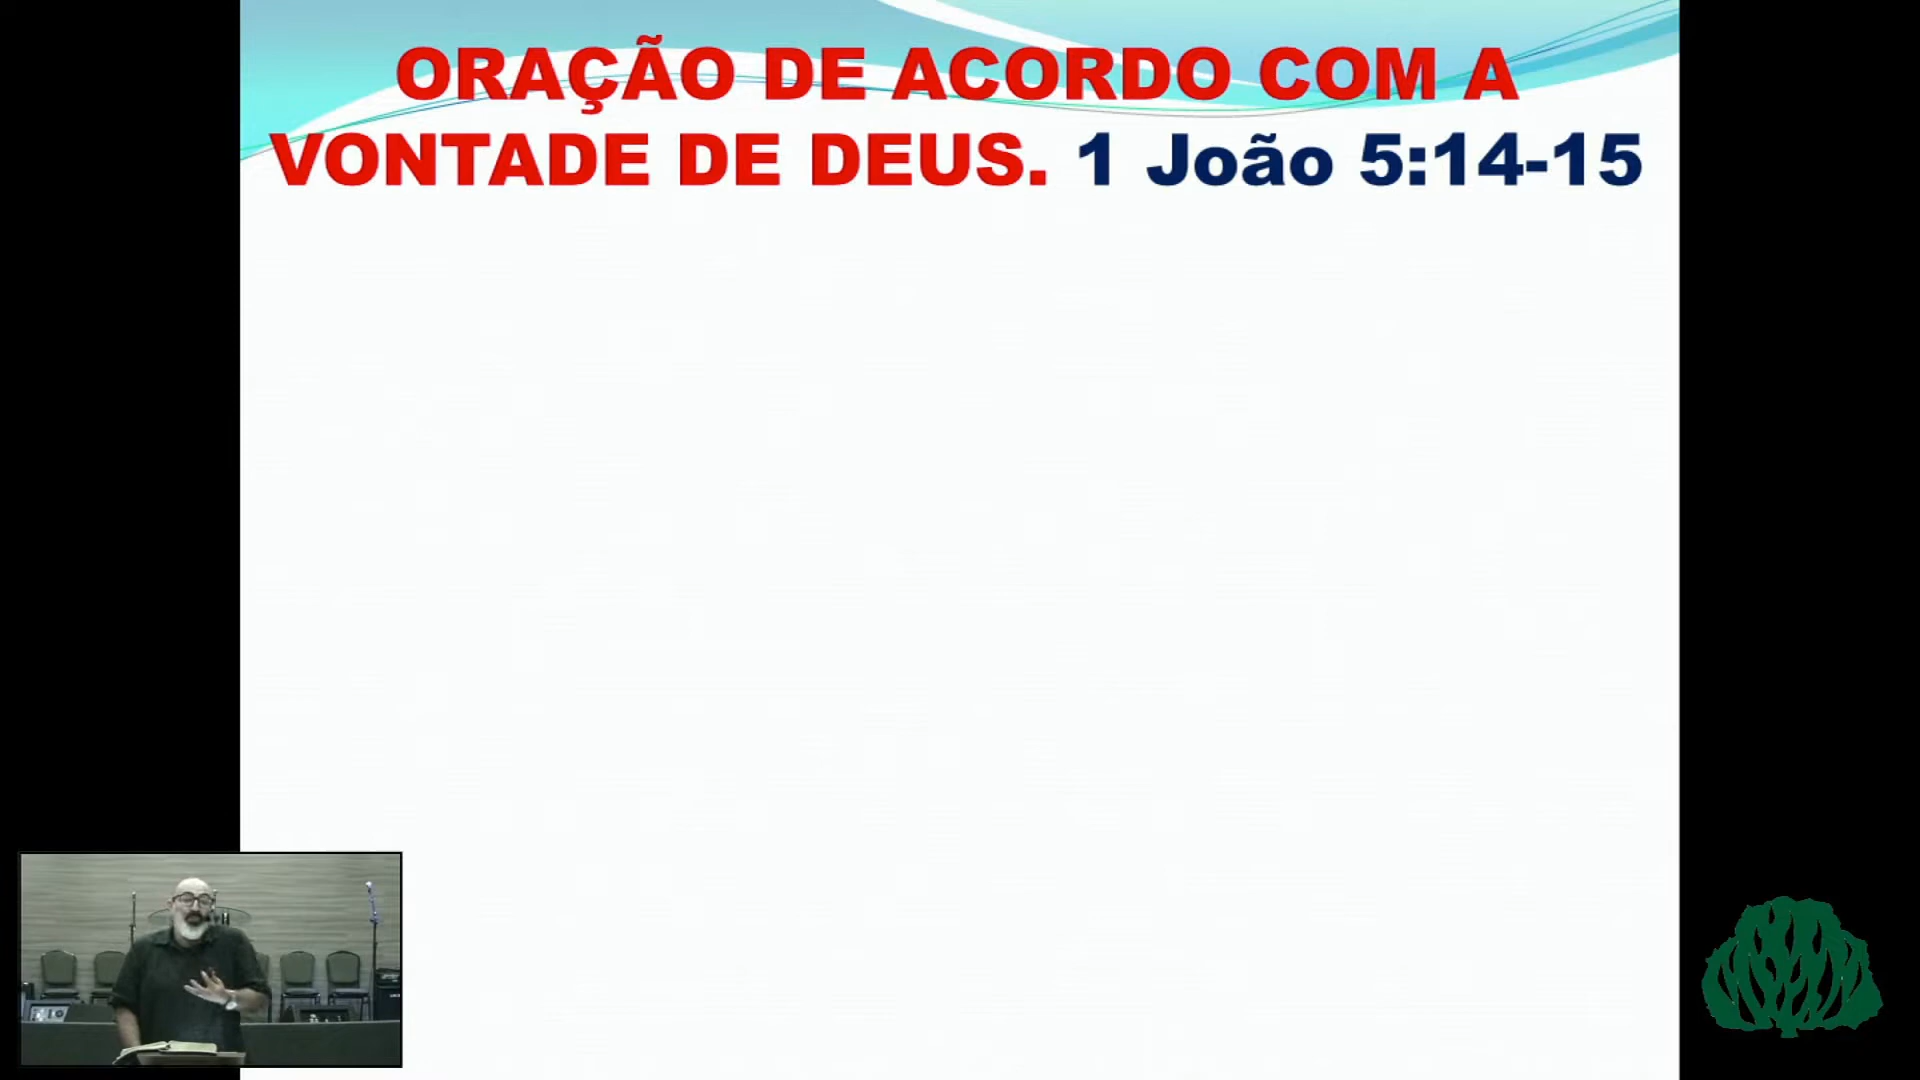 ORAÇÃO DE ACORDO COM A
VONTADE DE DEUS. 1 João 5:14-15